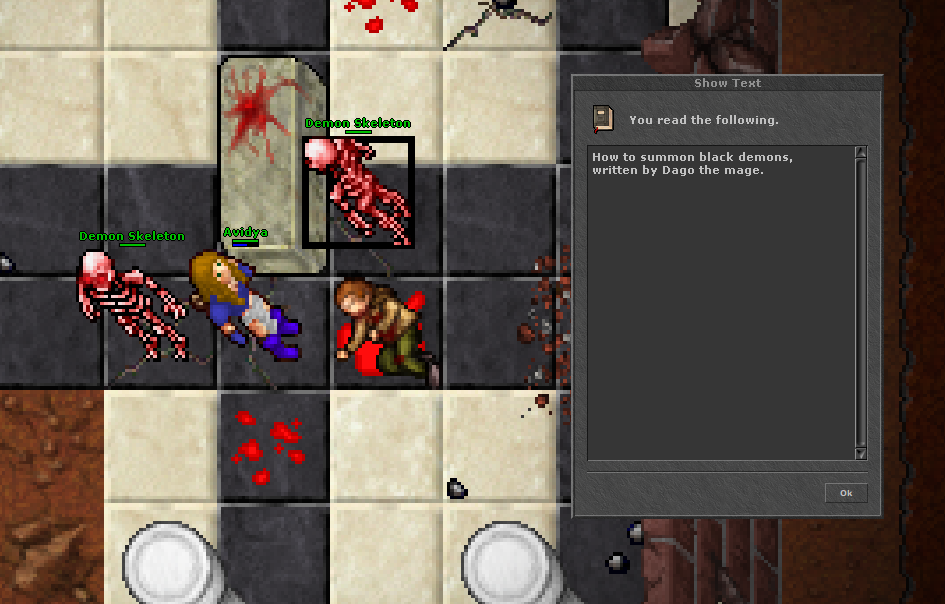 Show Text
Demon Skeleton
You read the following.
How to summon black demons,
written by Dago the mage.
Demon Skeleton
Avidya
Ok